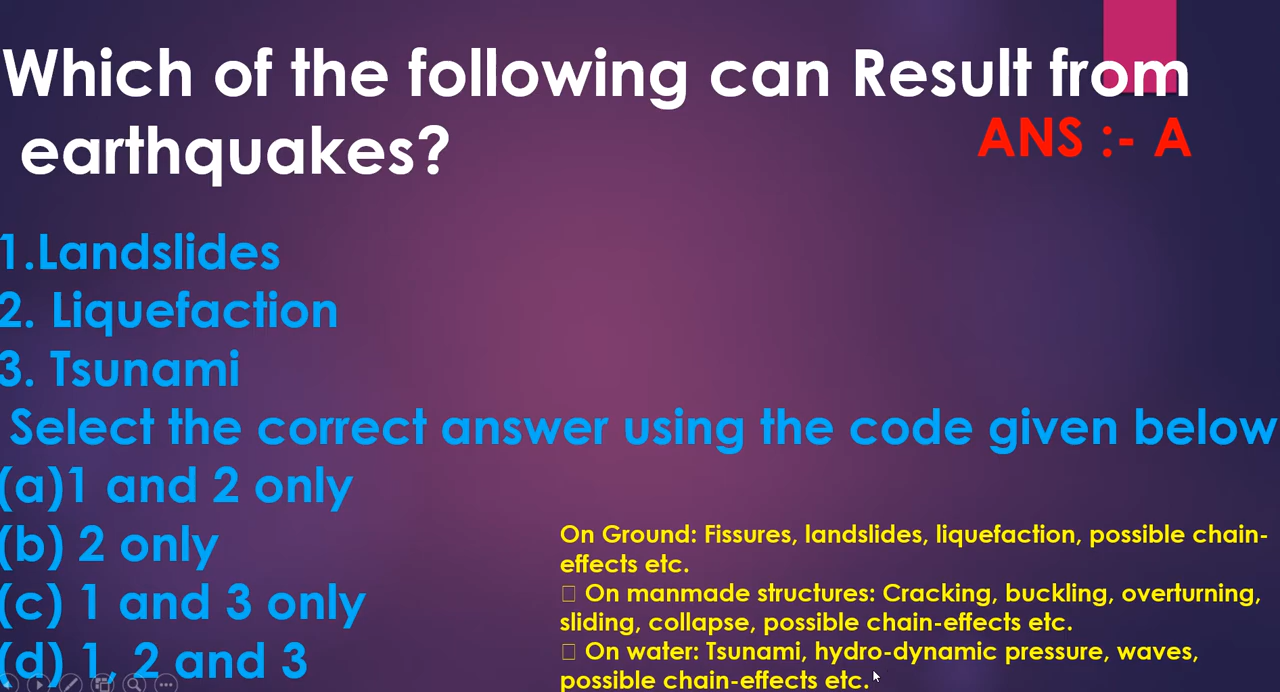 Which of the following can Result from
earthquakes?
ANS :- A
1.Landslides
2. Liquefaction
3. Tsunami
Select the correct answer using the code given below
(a)1 and 2 only
(b) 2 only
(c) 1 and 3 only
(d) 1, 2 and 3
On Ground: Fissures, landslides, liquefaction, possible chain-
effects etc.
On manmade structures: Cracking, buckling, overturning,
sliding, collapse, possible chain-effects etc.
On water: Tsunami, hydro-dynamic pressure, waves,
possible chain-effects etc.